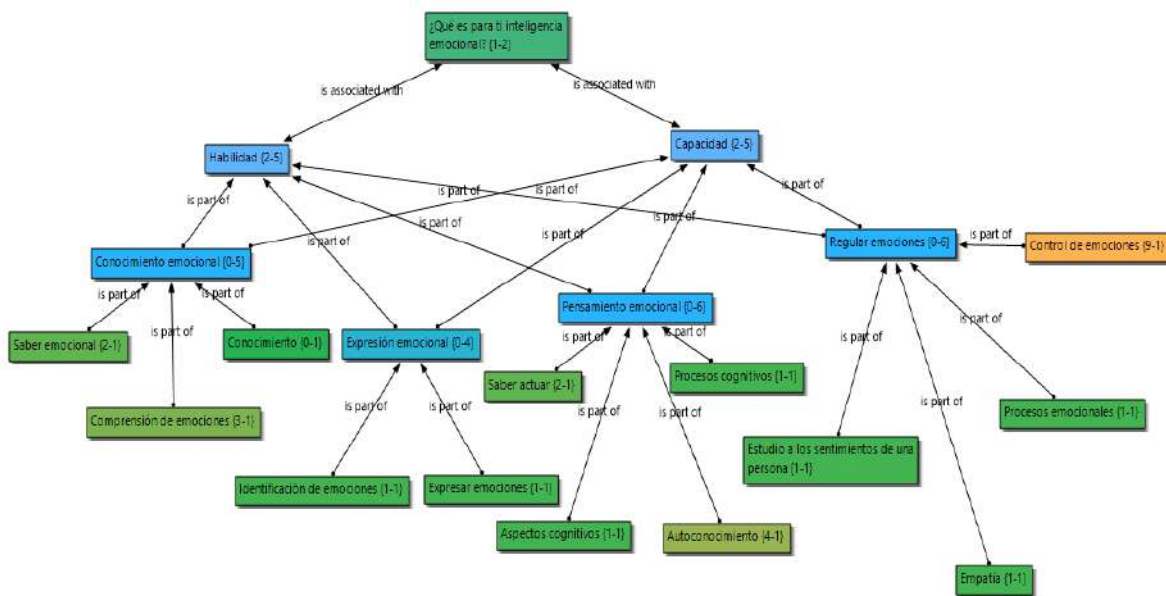 ¿Qué es para ti inteligencia
emocional? {1-2}
is associated with
is associated with
Habilidad {2-5}
Capacidad {2-5}
is part of
is part of
is part of
is part of
is part of
is part of
is part of
is part of
Regular emociones {0-6}
is part of
Control de emociones {9-1}
Conocimiento emocional {0-5}
is part of
is part of
is part of
Pensamiento emocional {0-6}
Saber emocional {2-1}
Conocimiento {0-1}
Expresión emocional {0-4}
is part of
is part of
is part of
is part of
is part of
is part of
is part of
Saber actuar {2-1}
Procesos cognitivos {1-1}
Comprensión de emociones {3-1}
is part of
is part of
Procesos emocionales {1-1}
Estudio a los sentimientos de una
persona {1-1}
Identificación de emociones {1-1}
Expresar emociones {1-1}
Aspectos cognitivos {1-1}
Autoconocimiento {4-1}
Empatía {1-1}